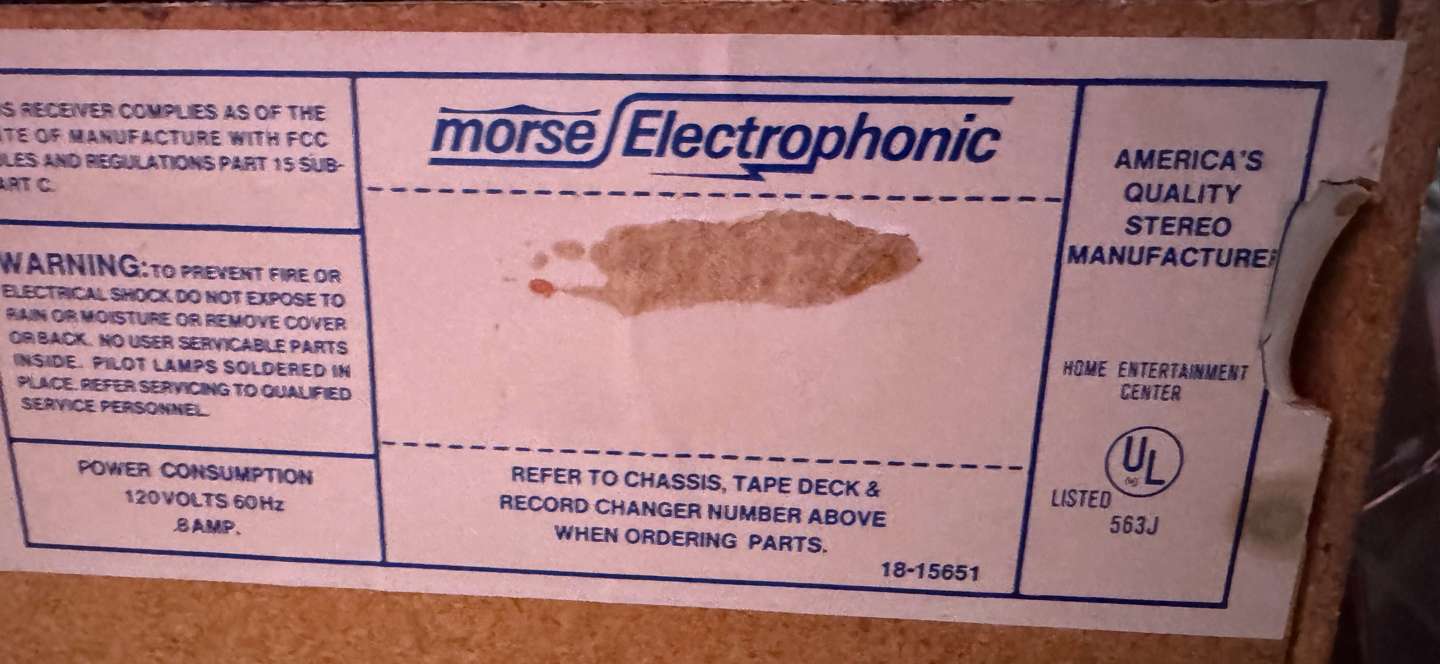 S RECEIVER COMPLIES AS OF THE
TE OF MANUFACTURE WITH FCC
LES AND REGULATIONS PART 15 SUB-
ART C.
WARNING: TO PREVENT FIRE OR
ELECTRICAL SHOCK DO NOT EXPOSE TO
RAIN OR MOISTURE OR REMOVE COVER
OR BACK. NO USER SERVICABLE PARTS
INSIDE. PILOT LAMPS SOLDERED IN
PLACE. REFER SERVICING TO QUALIFIED
SERVICE PERSONNEL
POWER CONSUMPTION
120 VOLTS 60 Hz
.8 AMP.
morse Electrophonic
REFER TO CHASSIS, TAPE DECK &
RECORD CHANGER NUMBER ABOVE
WHEN ORDERING PARTS.
18-15651
AMERICA'S
QUALITY
STEREO
MANUFACTURER
HOME ENTERTAINMENT
CENTER
UL
LISTED
563J